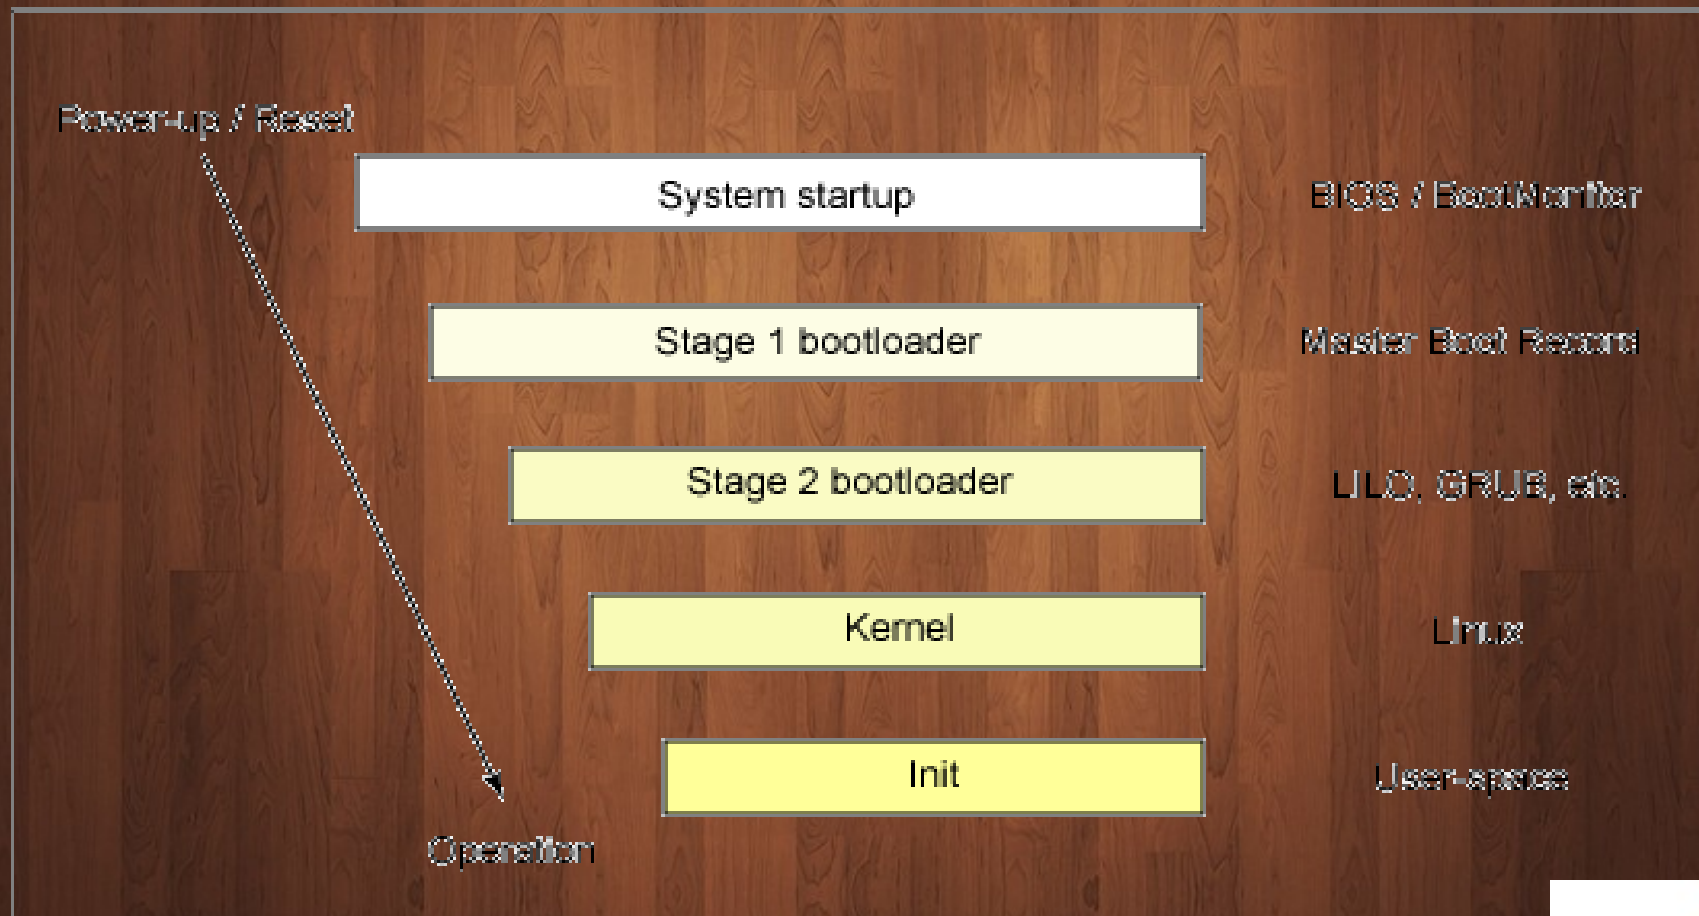 Power-up / Reset
System startup
BIOS / BootMonitor
Stage 1 bootloader
Master Boot Record
Stage 2 bootloader
LILO, GRUB, etc.
Kernel
Linux
Init
User-space
Operation